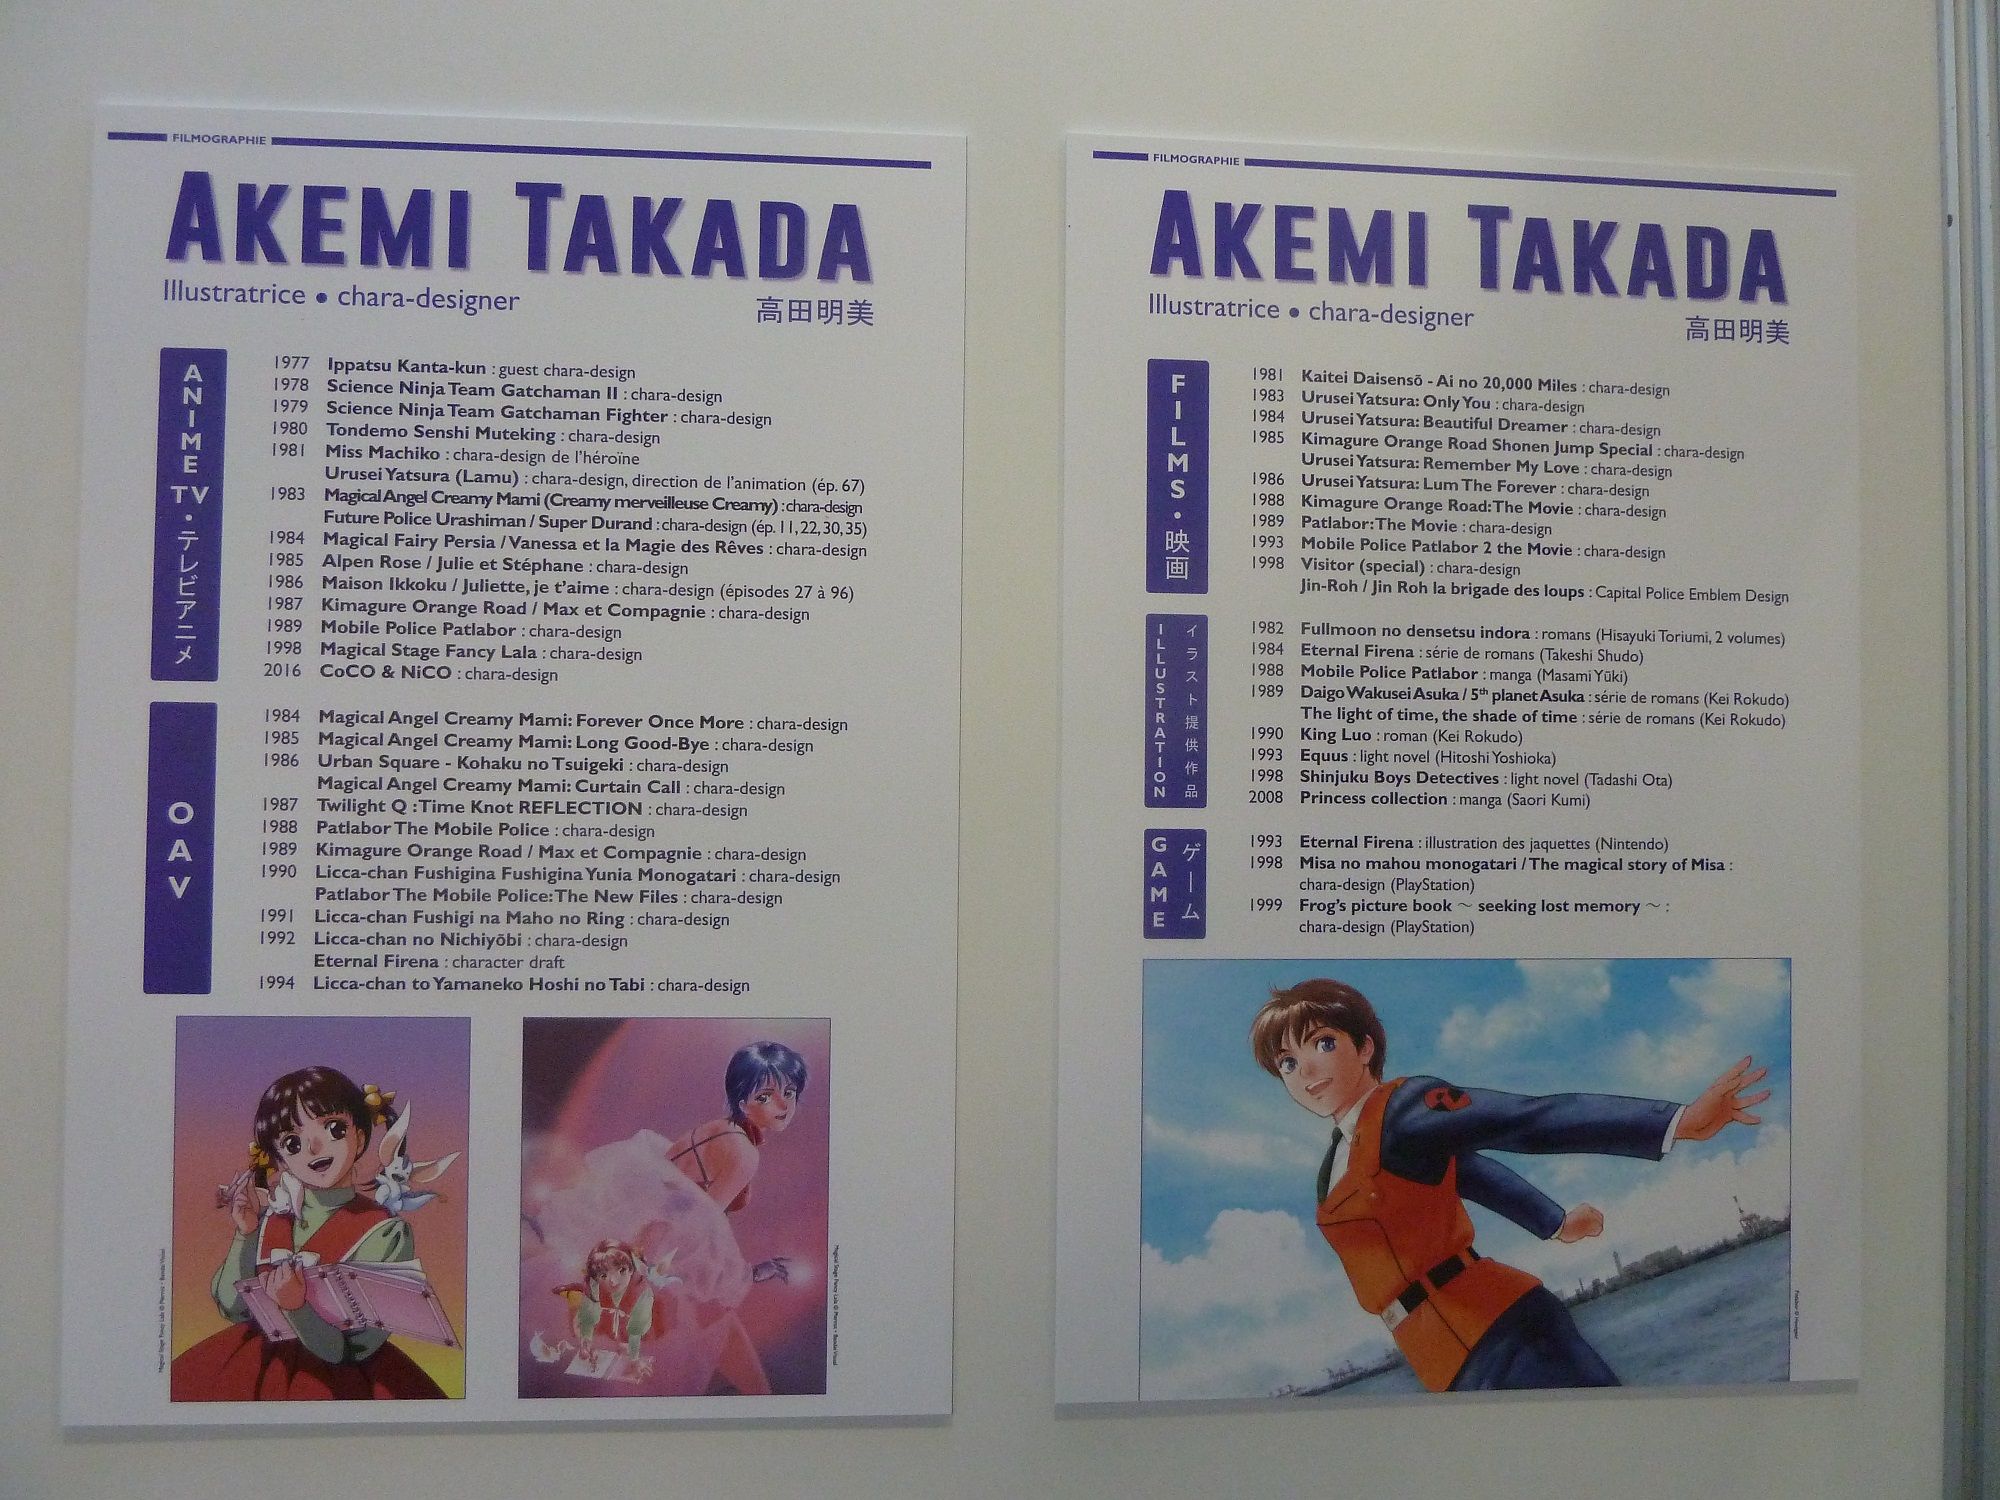 FILMOGRAPHIE
AKEMI TAKADA
Illustratrice • chara-designer
高田明美
ANIME TV・テレビアニメ
1977 Ippatsu Kanta-kun : guest chara-design
1978 Science Ninja Team Gatchaman II : chara-design
1979 Science Ninja Team Gatchaman Fighter : chara-design
1980 Tondemo Senshi Muteking : chara-design
1981 Miss Machiko : chara-design de l'héroïne
Urusei Yatsura (Lamu) : chara-design, direction de l'animation (ép. 67)
1983 Magical Angel Creamy Mami (Creamy merveilleuse Creamy) : chara-design
Future Police Urashiman / Super Durand : chara-design (ép. 11, 22, 30, 35)
1984 Magical Fairy Persia / Vanessa et la Magie des Rêves : chara-design
1985 Alpen Rose / Julie et Stéphane : chara-design
1986 Maison Ikkoku / Juliette, je t'aime : chara-design (épisodes 27 à 96)
1987 Kimagure Orange Road / Max et Compagnie : chara-design
1989 Mobile Police Patlabor : chara-design
1998 Magical Stage Fancy Lala : chara-design
2016 CoCO & NiCO : chara-design
OAV
1984 Magical Angel Creamy Mami: Forever Once More : chara-design
1985 Magical Angel Creamy Mami: Long Good-Bye : chara-design
1986 Urban Square - Kohaku no Tsuigeki : chara-design
Magical Angel Creamy Mami: Curtain Call : chara-design
1987 Twilight Q : Time Knot REFLECTION : chara-design
1988 Patlabor The Mobile Police : chara-design
1989 Kimagure Orange Road / Max et Compagnie : chara-design
1990 Licca-chan Fushigina Fushigina Yunia Monogatari : chara-design
Patlabor The Mobile Police: The New Files : chara-design
1991 Licca-chan Fushigi na Maho no Ring : chara-design
1992 Licca-chan no Nichiyōbi : chara-design
Eternal Firena : character draft
1994 Licca-chan to Yamaneko Hoshi no Tabi : chara-design
Magical Stage Fancy Lala © Pierrot - Bandai Visual
Magical Stage Fancy Lala © Pierrot - Bandai Visual
FILMOGRAPHIE
AKEMI TAKADA
Illustratrice • chara-designer
高田明美
FILMS・映画
1981 Kaitei Daisensō - Ai no 20,000 Miles : chara-design
1983 Urusei Yatsura: Only You : chara-design
1984 Urusei Yatsura: Beautiful Dreamer : chara-design
1985 Kimagure Orange Road Shonen Jump Special : chara-design
Urusei Yatsura: Remember My Love : chara-design
1986 Urusei Yatsura: Lum The Forever : chara-design
1988 Kimagure Orange Road: The Movie : chara-design
1989 Patlabor: The Movie : chara-design
1993 Mobile Police Patlabor 2 the Movie : chara-design
1998 Visitor (special) : chara-design
Jin-Roh / Jin Roh la brigade des loups : Capital Police Emblem Design
ILLUSTRATION
イラスト提供作品
1982 Fullmoon no densetsu indora : romans (Hisayuki Toriumi, 2 volumes)
1984 Eternal Firena : série de romans (Takeshi Shudo)
1988 Mobile Police Patlabor : manga (Masami Yūki)
1989 Daigo Wakusei Asuka / 5th planet Asuka : série de romans (Kei Rokudo)
The light of time, the shade of time : série de romans (Kei Rokudo)
1990 King Luo : roman (Kei Rokudo)
1993 Equus : light novel (Hitoshi Yoshioka)
1998 Shinjuku Boys Detectives : light novel (Tadashi Ota)
2008 Princess collection : manga (Saori Kumi)
GAME
ゲーム
1993 Eternal Firena : illustration des jaquettes (Nintendo)
1998 Misa no mahou monogatari / The magical story of Misa :
chara-design (PlayStation)
1999 Frog's picture book ～ seeking lost memory ～ :
chara-design (PlayStation)